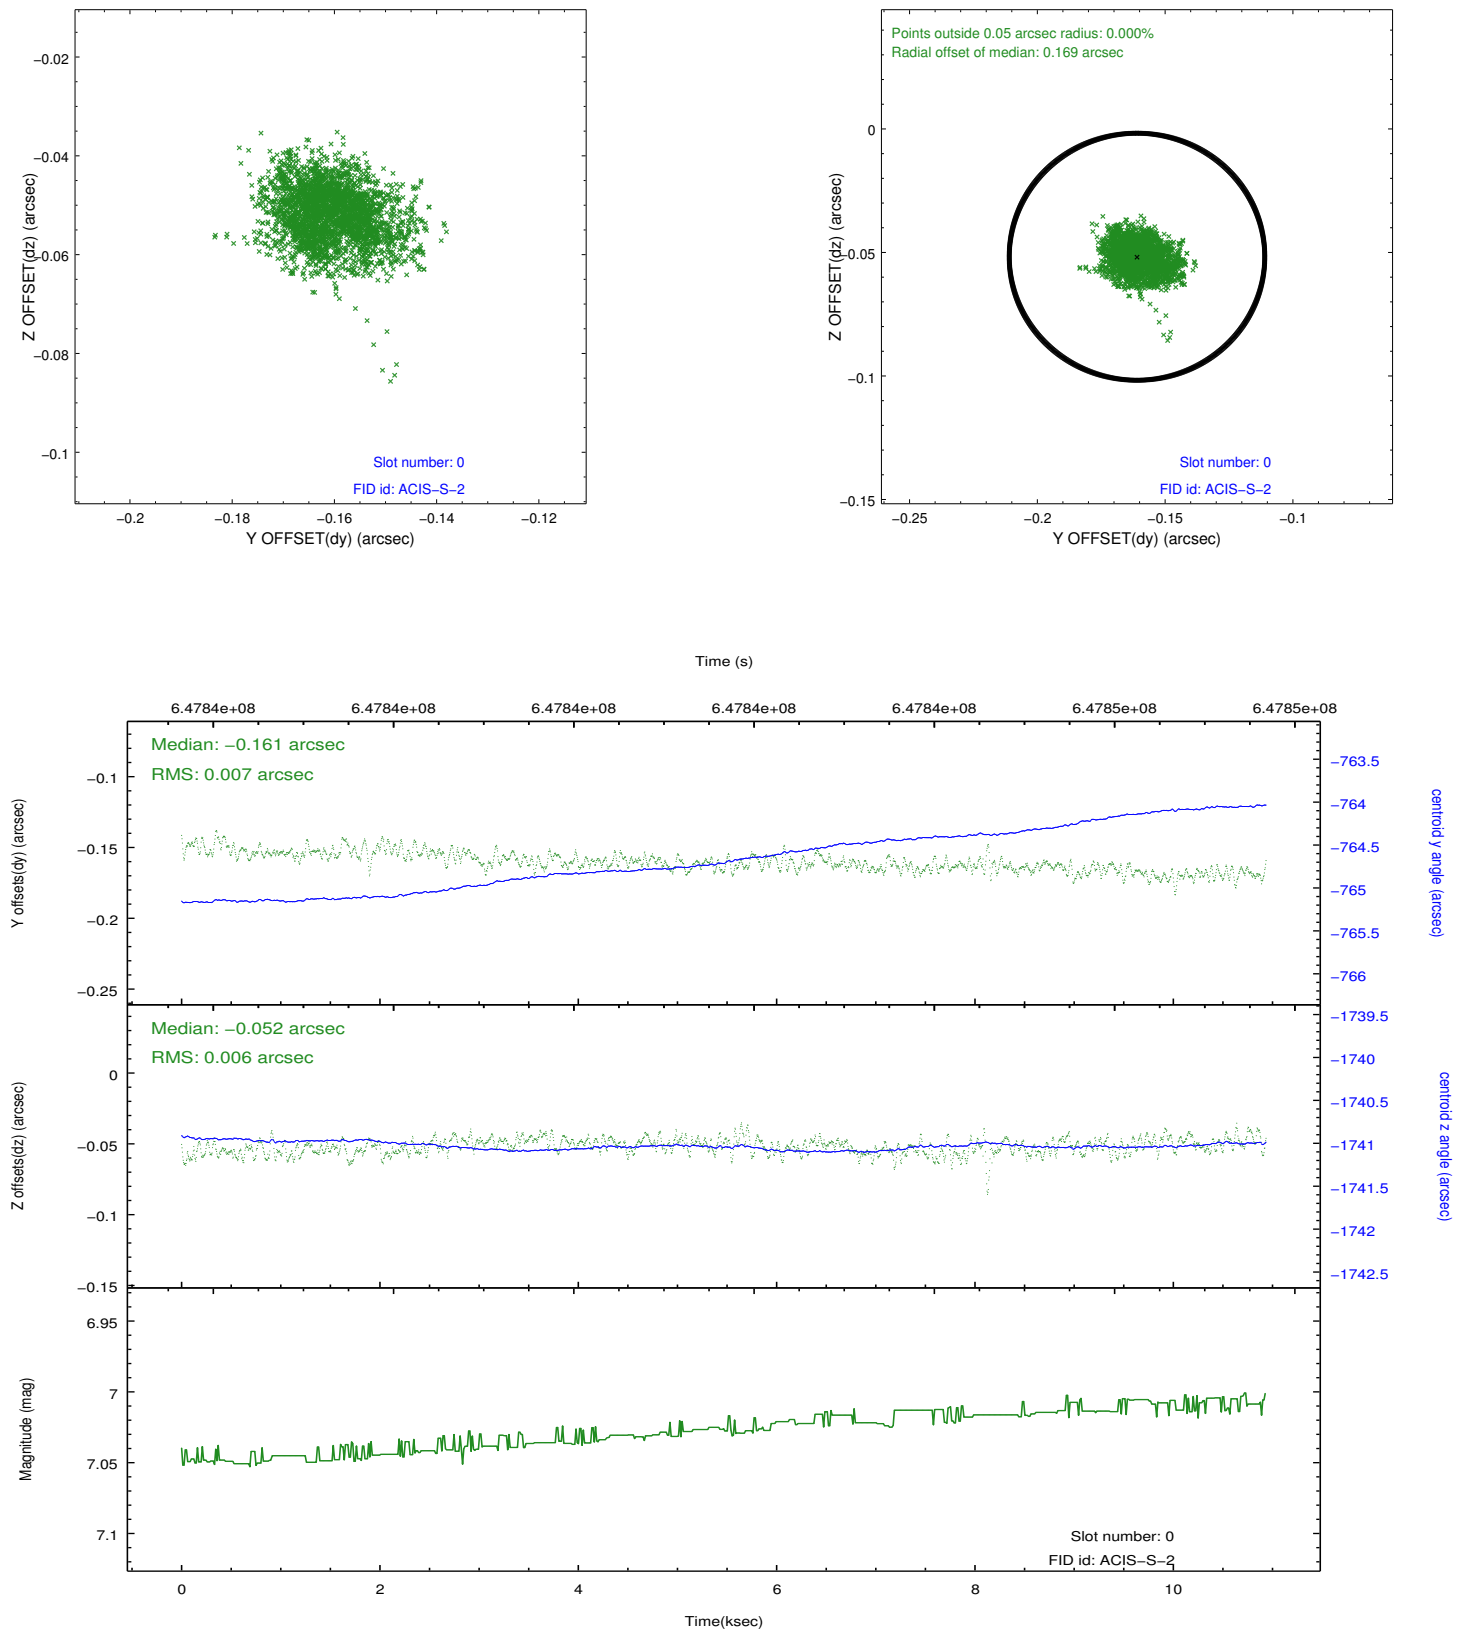 Points outside 0.05 arcsec radius: 0.000%
Radial offset of median: 0.169 arcsec
−0.02
−0.04
−0.06
−0.08
−0.1
Z OFFSET(dz) (arcsec)
Slot number: 0
FID id: ACIS−S−2
−0.2
−0.18
−0.16
−0.14
−0.12
Y OFFSET(dy) (arcsec)
0
−0.05
−0.1
−0.15
Z OFFSET(dz) (arcsec)
Slot number: 0
FID id: ACIS−S−2
−0.25
−0.2
−0.15
−0.1
Y OFFSET(dy) (arcsec)
Time (s)
6.4784e+08
6.4784e+08
6.4784e+08
6.4784e+08
6.4784e+08
6.4785e+08
6.4785e+08
Median: −0.161 arcsec
RMS: 0.007 arcsec
−0.1
−0.15
−0.2
−0.25
Y offsets(dy) (arcsec)
−763.5
−764
−764.5
−765
−765.5
−766
centroid y angle (arcsec)
Median: −0.052 arcsec
RMS: 0.006 arcsec
0
−0.05
−0.1
−0.15
Z offsets(dz) (arcsec)
−1739.5
−1740
−1740.5
−1741
−1741.5
−1742
−1742.5
centroid z angle (arcsec)
6.95
7
7.05
7.1
Magnitude (mag)
Slot number: 0
FID id: ACIS−S−2
0
2
4
6
8
10
Time(ksec)